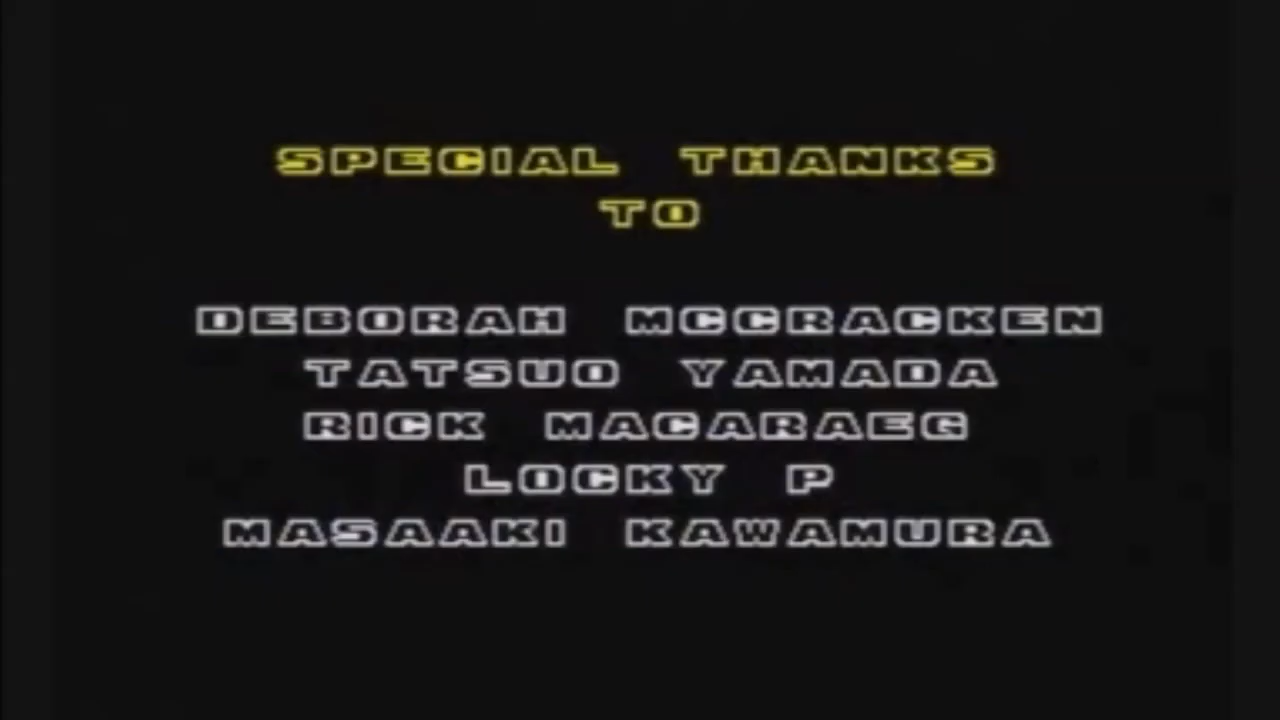 SPECIAL THANKS
TO
DEBORAH MCCRACKEN
TATSUO YAMADA
RICK MACARAEG
LOCKY P
MASAAKI KAWAMURA